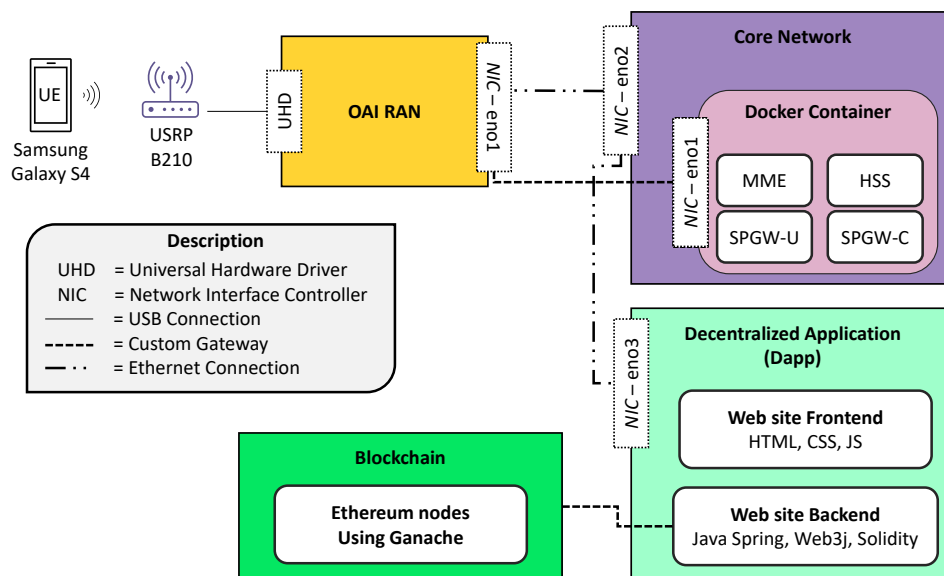 UE
Samsung
Galaxy S4
USRP
B210
UHD
OAI RAN
NIC – eno1
NIC – eno2
Core Network
Docker Container
NIC – eno1
MME
HSS
SPGW-U
SPGW-C
Description
UHD = Universal Hardware Driver
NIC = Network Interface Controller
= USB Connection
= Custom Gateway
= Ethernet Connection
NIC – eno3
Decentralized Application
(Dapp)
Web site Frontend
HTML, CSS, JS
Web site Backend
Java Spring, Web3j, Solidity
Blockchain
Ethereum nodes
Using Ganache